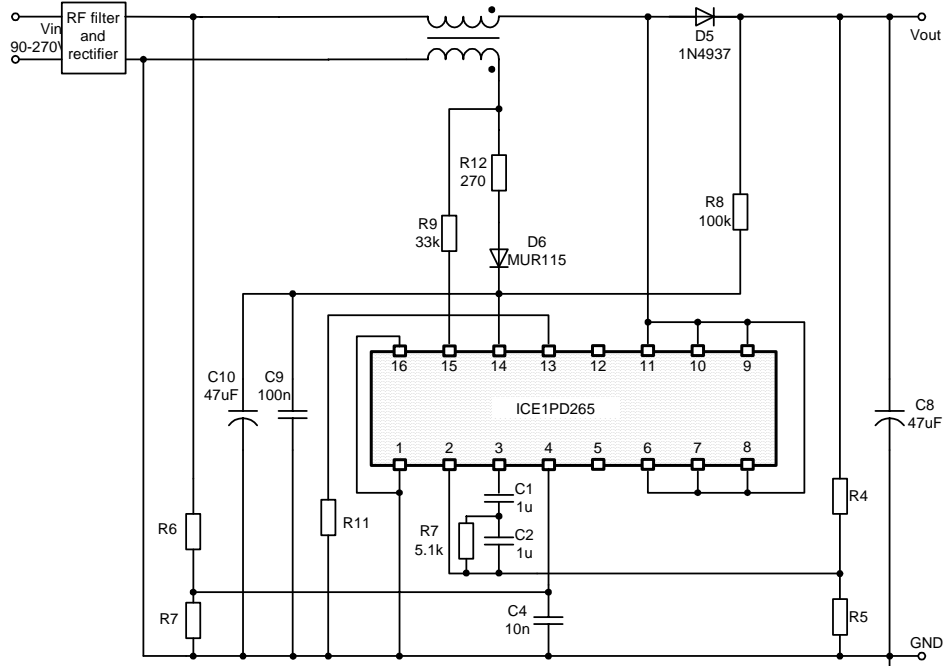 Vin
90-270V
RF filter
and
rectifier
D5
1N4937
Vout
R12
270
R9
33k
D6
MUR115
R8
100k
16
15
14
13
12
11
10
9
C10
47uF
C9
100n
ICE1PD265
C8
47uF
1
2
3
4
5
6
7
8
C1
1u
R4
R6
R11
R7
5.1k
C2
1u
R7
C4
10n
R5
GND